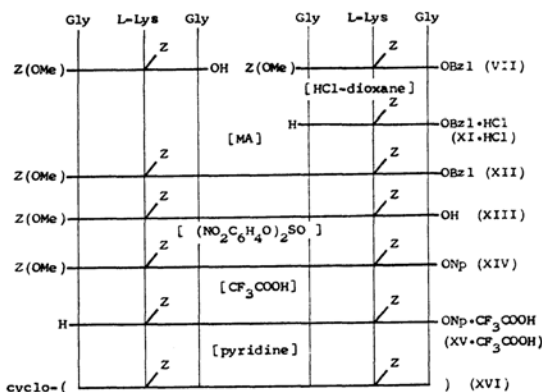 Gly L-Lys Gly Gly L-Lys Gly
Z Z
Z(OMe) OH Z(OMe) OBzl (VII)
[HCl-dioxane]
Z
H OBzl·HCl
(XI·HCl)
[MA]
Z Z
Z(OMe) OBzl (XII)
Z Z
Z(OMe) OH (XIII)
[ (NO2C6H4O)2SO ]
Z Z
Z(OMe) ONp (XIV)
[CF3COOH]
Z Z
H ONp·CF3COOH
(XV·CF3COOH)
[pyridine]
Z Z
cyclo-( ) (XVI)